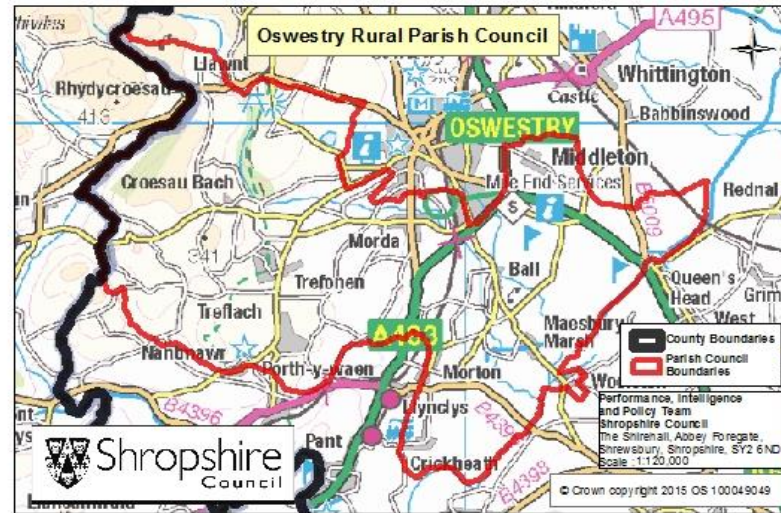 Oswestry Rural Parish Council
A495
Llawnt
Whittington
Castle
Rhydycroesau
Babbinswood
413
OSWESTRY
Middleton
Croesau Bach
Mile End Services
S
B5009
Rednal
Morda
341
Trefonen
Ball
Queen's
Head
Treflach
West
Maesbury
Marsh
A483
Nantmawr
Porth-y-waen
Morton
B4396
Llynclys
Pant
Crickheath
B4398
County Boundaries
Parish Council
Boundaries
Performance, Intelligence
and Policy Team
Shropshire Council
The Shirehall, Abbey Foregate,
Shrewsbury, Shropshire, SY2 6ND
Scale : 1:120,000
Shropshire
Council
© Crown copyright 2015 OS 100049049